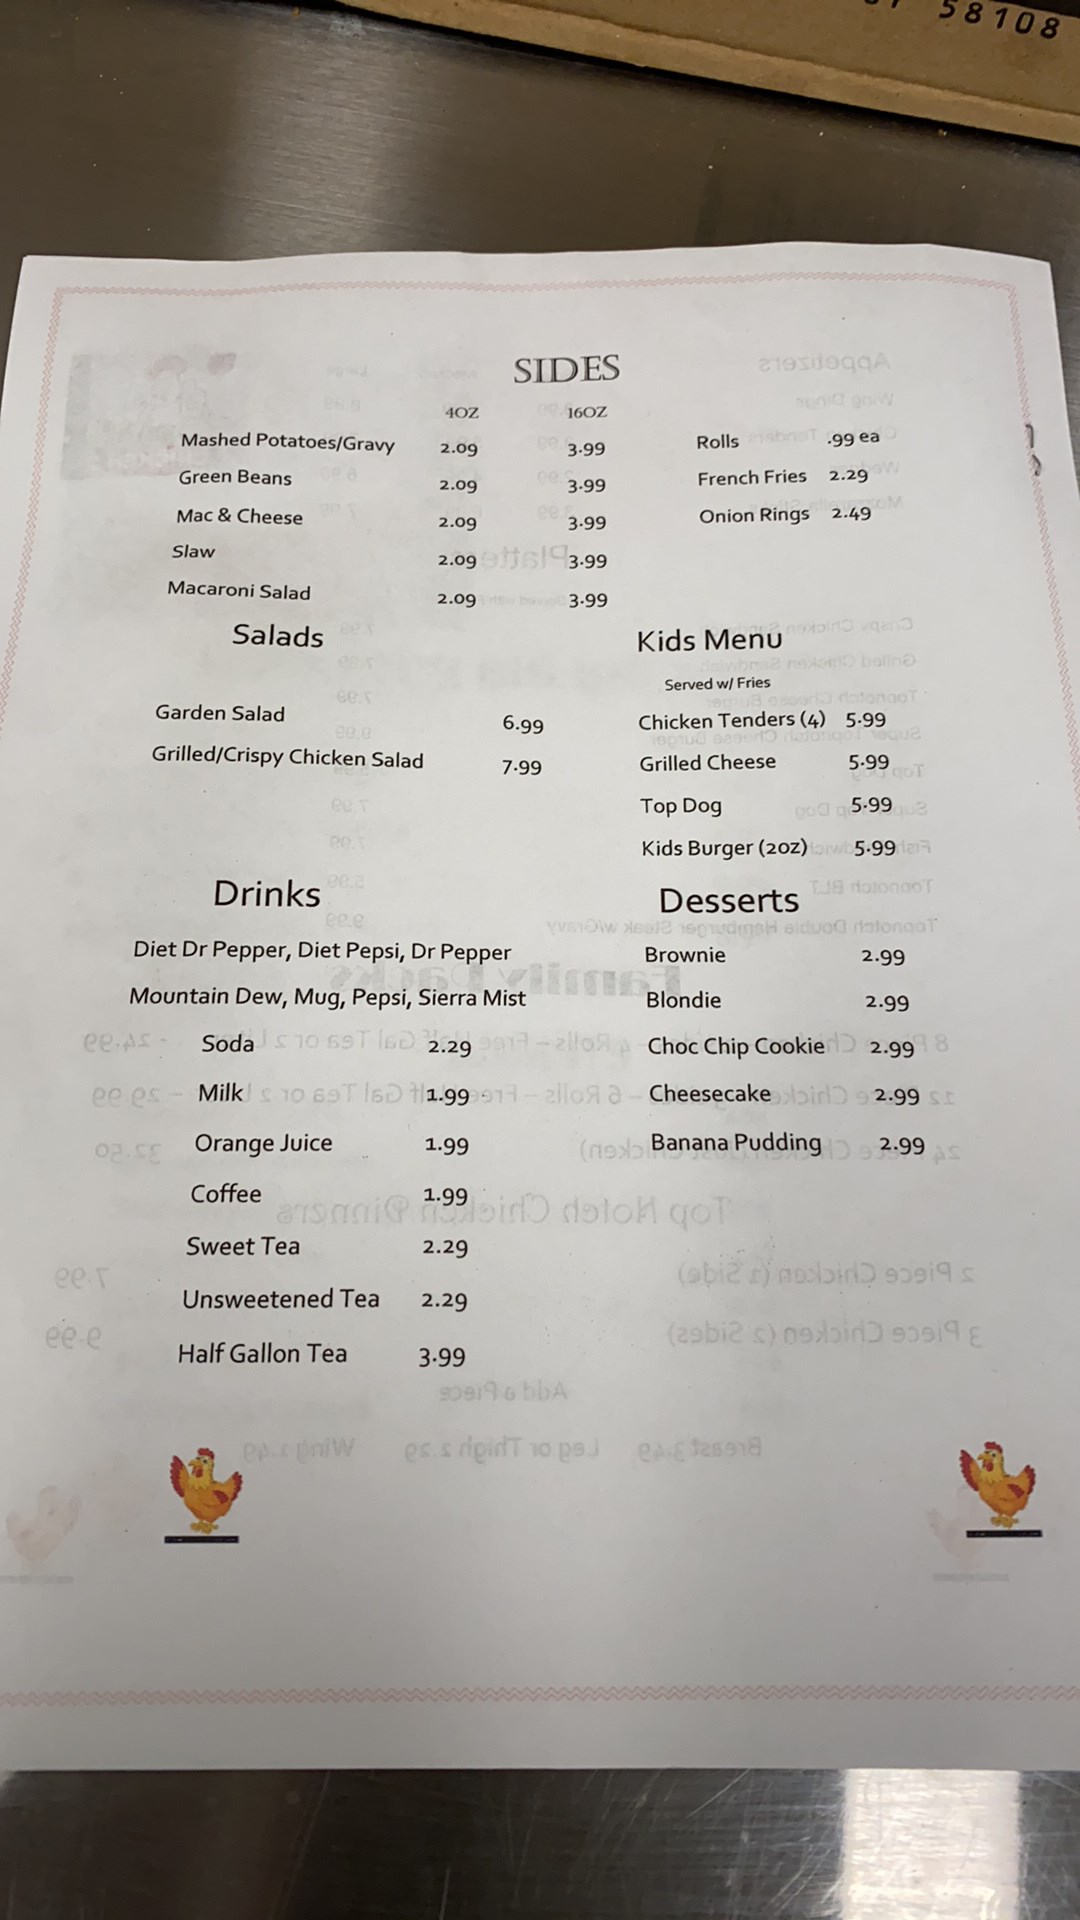 58108
SIDES
4OZ 16OZ
Mashed Potatoes/Gravy 2.09 3.99
Green Beans 2.09 3.99
Mac & Cheese 2.09 3.99
Slaw 2.09 3.99
Macaroni Salad 2.09 3.99
Rolls .99 ea
French Fries 2.29
Onion Rings 2.49
Salads
Garden Salad 6.99
Grilled/Crispy Chicken Salad 7.99
Kids Menu
Served w/ Fries
Chicken Tenders (4) 5.99
Grilled Cheese 5.99
Top Dog 5.99
Kids Burger (2oz) 5.99
Drinks
Diet Dr Pepper, Diet Pepsi, Dr Pepper
Mountain Dew, Mug, Pepsi, Sierra Mist
Soda 2.29
Milk 1.99
Orange Juice 1.99
Coffee 1.99
Sweet Tea 2.29
Unsweetened Tea 2.29
Half Gallon Tea 3.99
Desserts
Brownie 2.99
Blondie 2.99
Choc Chip Cookie 2.99
Cheesecake 2.99
Banana Pudding 2.99